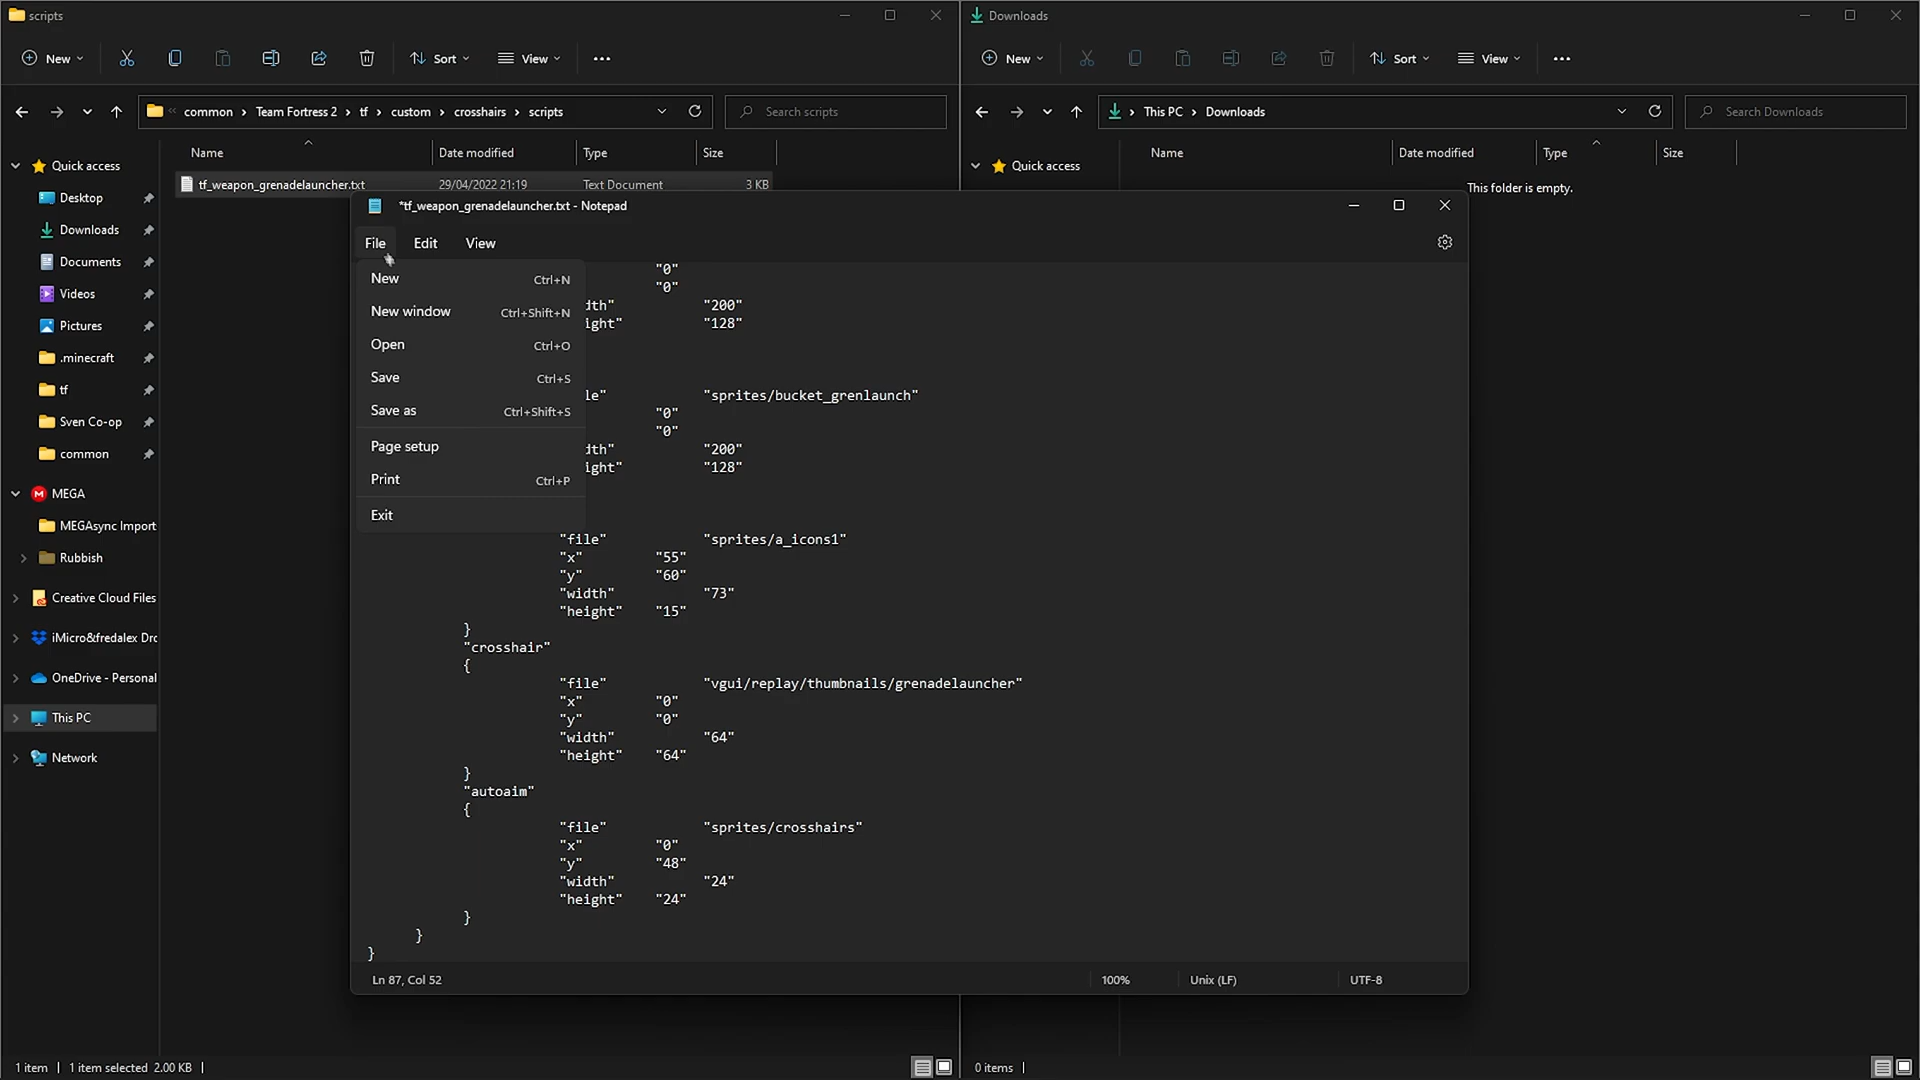 scripts
New
Sort
View
common > Team Fortress 2 > tf > custom > crosshairs > scripts
Search scripts
Name
Date modified
Type
Size
tf_weapon_grenadelauncher.txt
29/04/2022 21:19
Text Document
3 KB
Quick access
Desktop
Downloads
Documents
Videos
Pictures
.minecraft
tf
Sven Co-op
common
MEGA
MEGAsync Import
Rubbish
Creative Cloud Files
iMicro&fredalex Dro
OneDrive - Personal
This PC
Network
1 item
1 item selected 2.00 KB
Downloads
New
Sort
View
This PC > Downloads
Search Downloads
Name
Date modified
Type
Size
Quick access
This folder is empty.
0 items
*tf_weapon_grenadelauncher.txt - Notepad
File
Edit
View
New Ctrl+N
New window Ctrl+Shift+N
Open Ctrl+O
Save Ctrl+S
Save as Ctrl+Shift+S
Page setup
Print Ctrl+P
Exit
"0"
"0"
dth" "200"
ight" "128"
le" "sprites/bucket_grenlaunch"
"0"
"0"
dth" "200"
ight" "128"
"file" "sprites/a_icons1"
"x" "55"
"y" "60"
"width" "73"
"height" "15"
}
"crosshair"
{
"file" "vgui/replay/thumbnails/grenadelauncher"
"x" "0"
"y" "0"
"width" "64"
"height" "64"
}
"autoaim"
{
"file" "sprites/crosshairs"
"x" "0"
"y" "48"
"width" "24"
"height" "24"
}
}
}
Ln 87, Col 52
100%
Unix (LF)
UTF-8